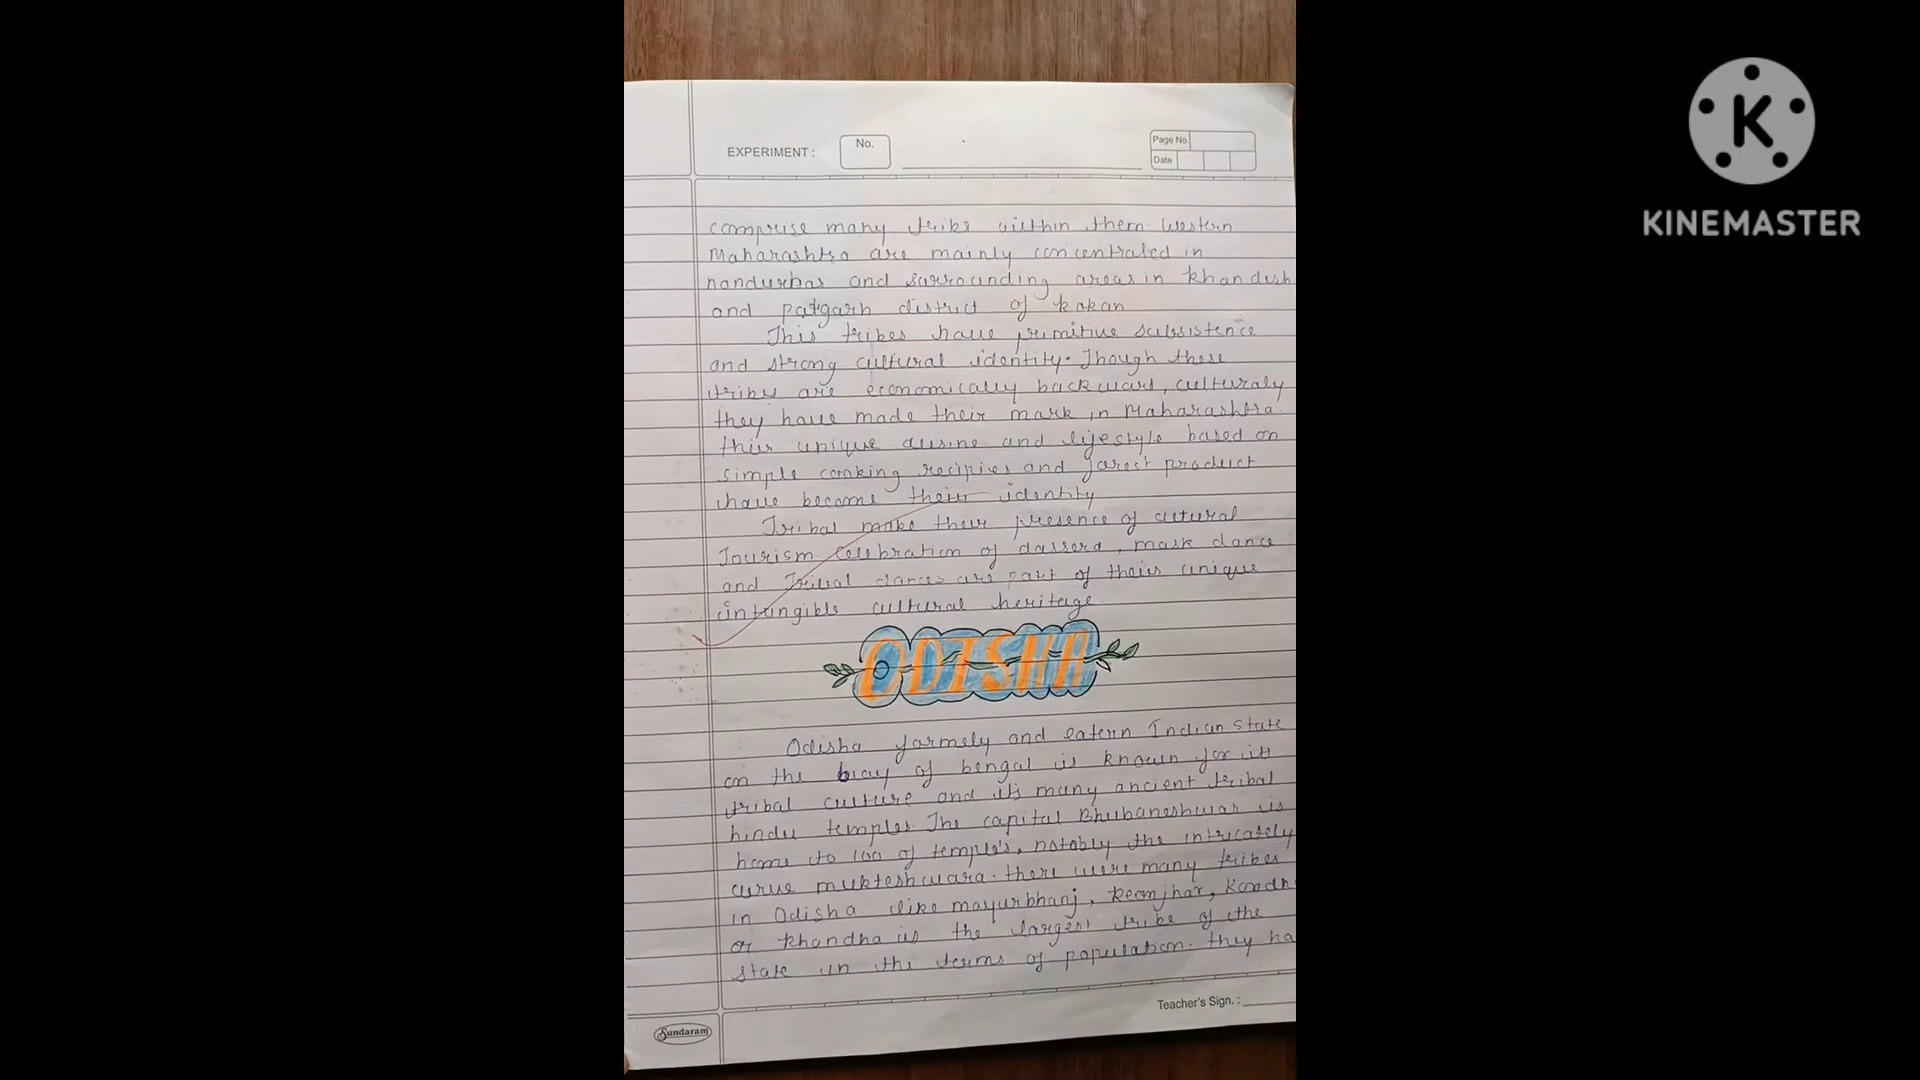 KINEMASTER
EXPERIMENT :
No.
Page No.
Date
comprise many tribs within them. Western
Maharashtra are mainly concentrated in
nandurbar and surrounding areas in khandish
and palgarh district of kokan
This tribes have primitive subsistence
and strong cultural identity. Though these
tribes are economically backward, culturaly
they have made their mark in Maharashtra.
their unique cusine and lifestyle based on
simple cooking recipies and forest product
have become their identity
Tribal make their presence of cutural
Tourism. Celebration of dassera, mask dance
and Tribal dances are part of their unique
intangible cultural heritage.
ODISHA
Odisha formely and eatern Indian state
on the bay of bengal is known for its
tribal culture and its many ancient tribal
hindu temples. The capital Bhubaneshwar is
home to 100 of temple's, notably the intricately
curve mukteshwara. there were many tribes
in Odisha like mayurbhanj, keonjhar, Kondh
or khondha is the largest tribe of the
state in the terms of population. they ha
Teacher's Sign. :
Sundaram